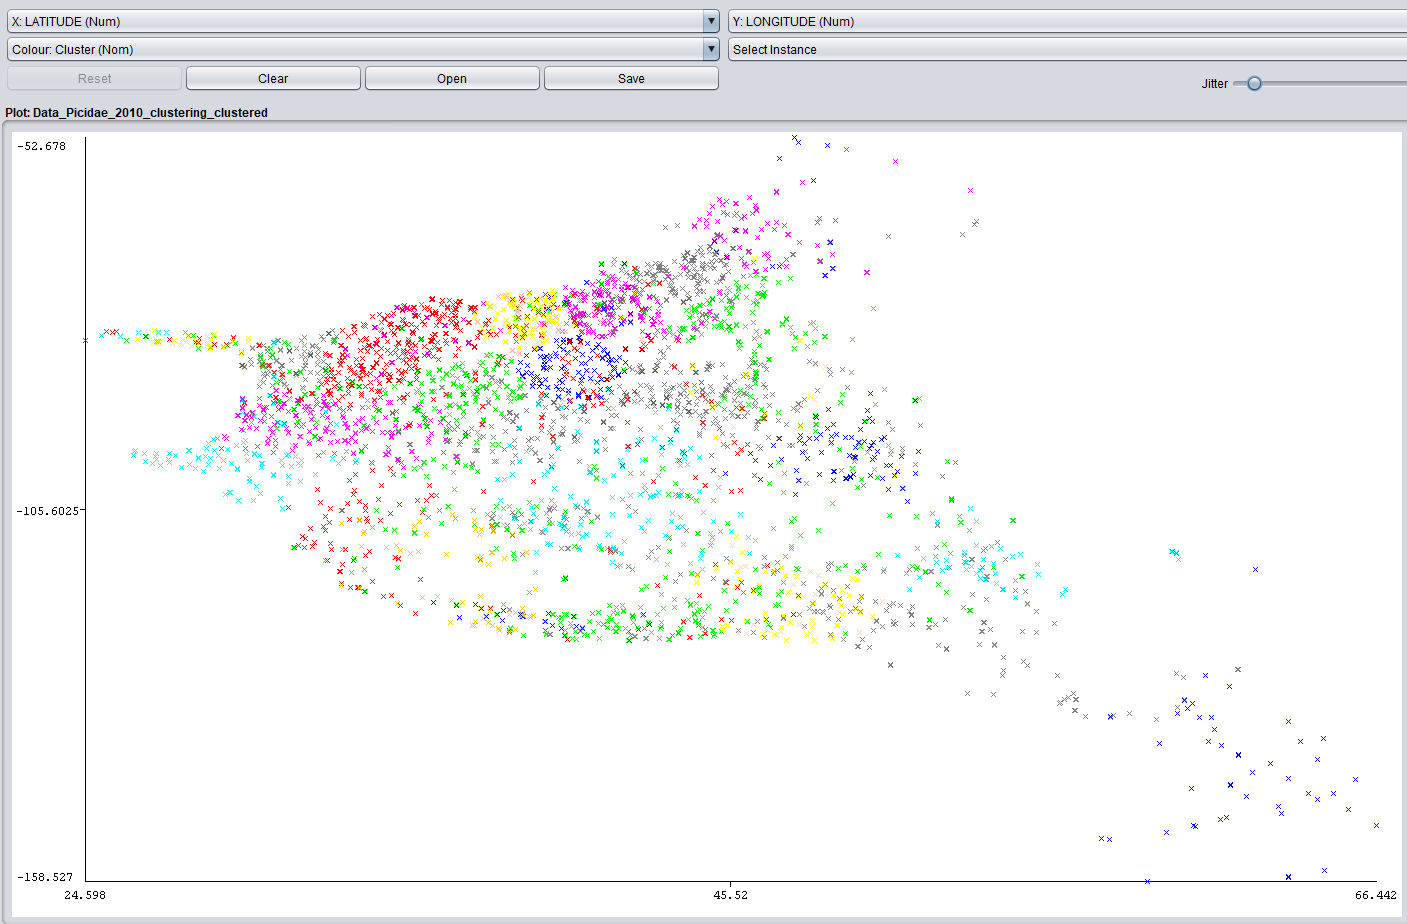 X: LATITUDE (Num)
Y: LONGITUDE (Num)
Colour: Cluster (Nom)
Select Instance
Reset
Clear
Open
Save
Jitter
Plot: Data_Picidae_2010_clustering_clustered
-52.678
-105.6025
-158.527
24.598
45.52
66.442